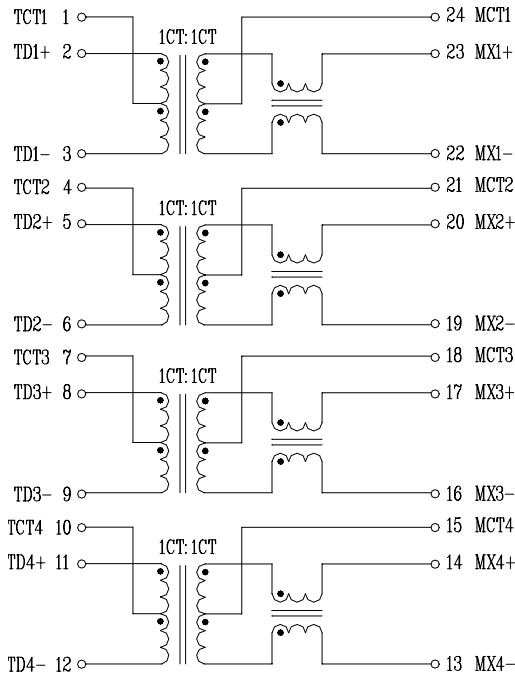 TCT1 1 24 MCT1
1CT:1CT
TD1+ 2 23 MX1+
TD1- 3 22 MX1-
TCT2 4 21 MCT2
1CT:1CT
TD2+ 5 20 MX2+
TD2- 6 19 MX2-
TCT3 7 18 MCT3
1CT:1CT
TD3+ 8 17 MX3+
TD3- 9 16 MX3-
TCT4 10 15 MCT4
1CT:1CT
TD4+ 11 14 MX4+
TD4- 12 13 MX4-